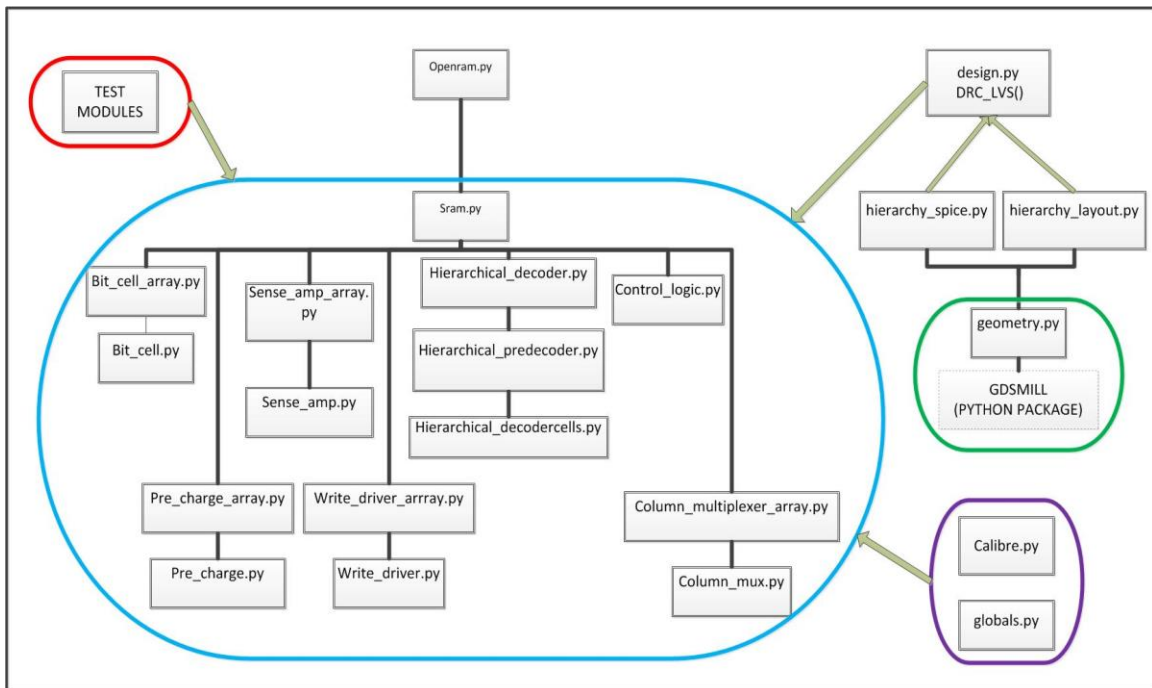 TEST
MODULES
Openram.py
design.py
DRC_LVS()
Sram.py
hierarchy_spice.py
hierarchy_layout.py
Bit_cell_array.py
Sense_amp_array.
py
Hierarchical_decoder.py
Control_logic.py
Bit_cell.py
Hierarchical_predecoder.py
geometry.py
Sense_amp.py
Hierarchical_decodercells.py
GDSMILL
(PYTHON PACKAGE)
Pre_charge_array.py
Write_driver_arrray.py
Column_multiplexer_array.py
Pre_charge.py
Write_driver.py
Column_mux.py
Calibre.py
globals.py